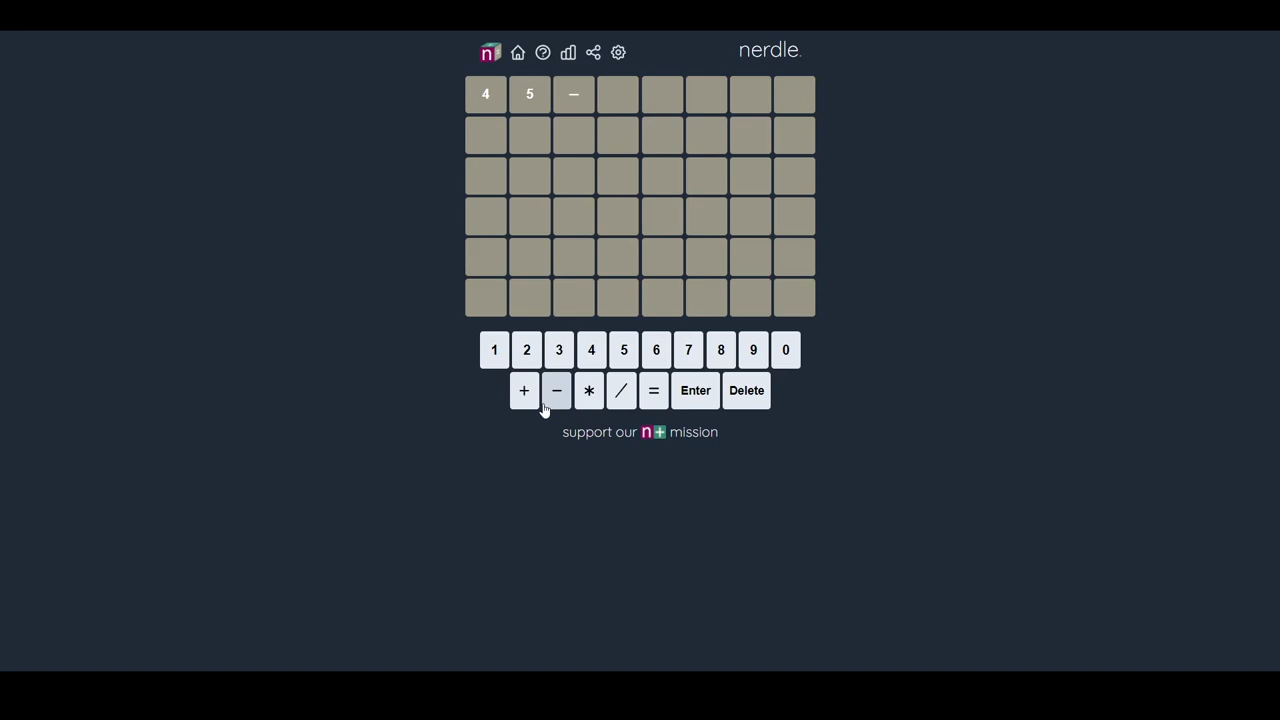 n nerdle.
4 5 −
1 2 3 4 5 6 7 8 9 0
+ − * / = Enter Delete
support our n+ mission